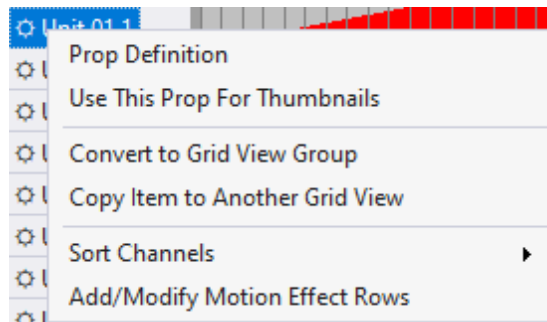 Unit 01.1
Prop Definition
Use This Prop For Thumbnails
Convert to Grid View Group
Copy Item to Another Grid View
Sort Channels
Add/Modify Motion Effect Rows